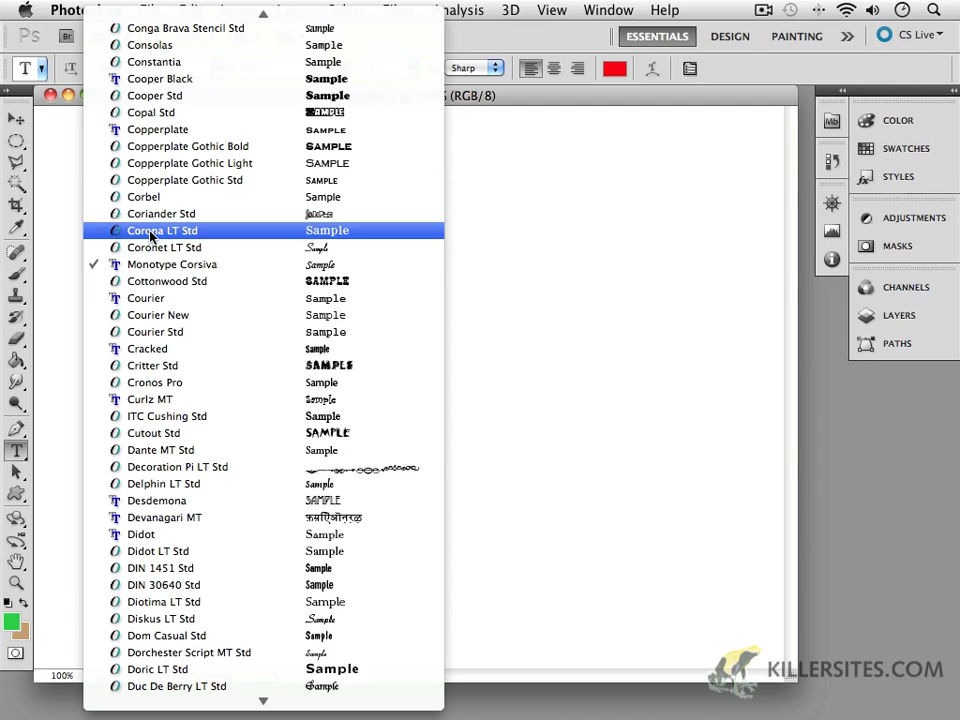 Photo
Analysis 3D View Window Help
Ps Br ESSENTIALS DESIGN PAINTING CS Live
T Sharp
(RGB/8)
Conga Brava Stencil Std Sample
Consolas Sample
Constantia Sample
Cooper Black Sample
Cooper Std Sample
Copal Std SAMPLE
Copperplate SAMPLE
Copperplate Gothic Bold SAMPLE
Copperplate Gothic Light SAMPLE
Copperplate Gothic Std SAMPLE
Corbel Sample
Coriander Std Sample
Corona LT Std Sample
Coronet LT Std Sample
Monotype Corsiva Sample
Cottonwood Std SAMPLE
Courier Sample
Courier New Sample
Courier Std Sample
Cracked Sample
Critter Std SAMPLE
Cronos Pro Sample
Curlz MT Sample
ITC Cushing Std Sample
Cutout Std SAMPLE
Dante MT Std Sample
Decoration Pi LT Std
Delphin LT Std Sample
Desdemona SAMPLE
Devanagari MT
Didot Sample
Didot LT Std Sample
DIN 1451 Std Sample
DIN 30640 Std Sample
Diotima LT Std Sample
Diskus LT Std Sample
Dom Casual Std Sample
Dorchester Script MT Std Sample
Doric LT Std Sample
Duc De Berry LT Std Sample
Mb COLOR
SWATCHES
STYLES
ADJUSTMENTS
MASKS
CHANNELS
LAYERS
PATHS
100%
KILLERSITES.COM